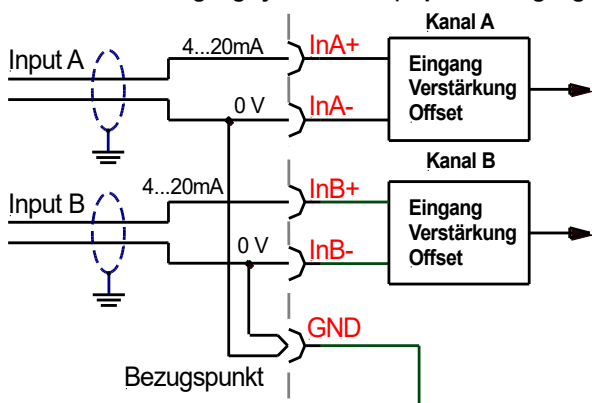 Kanal A
4...20mA
InA+
Input A
Eingang
Verstärkung
Offset
0 V
InA-
Kanal B
4...20mA
InB+
Input B
Eingang
Verstärkung
Offset
0 V
InB-
GND
Bezugspunkt